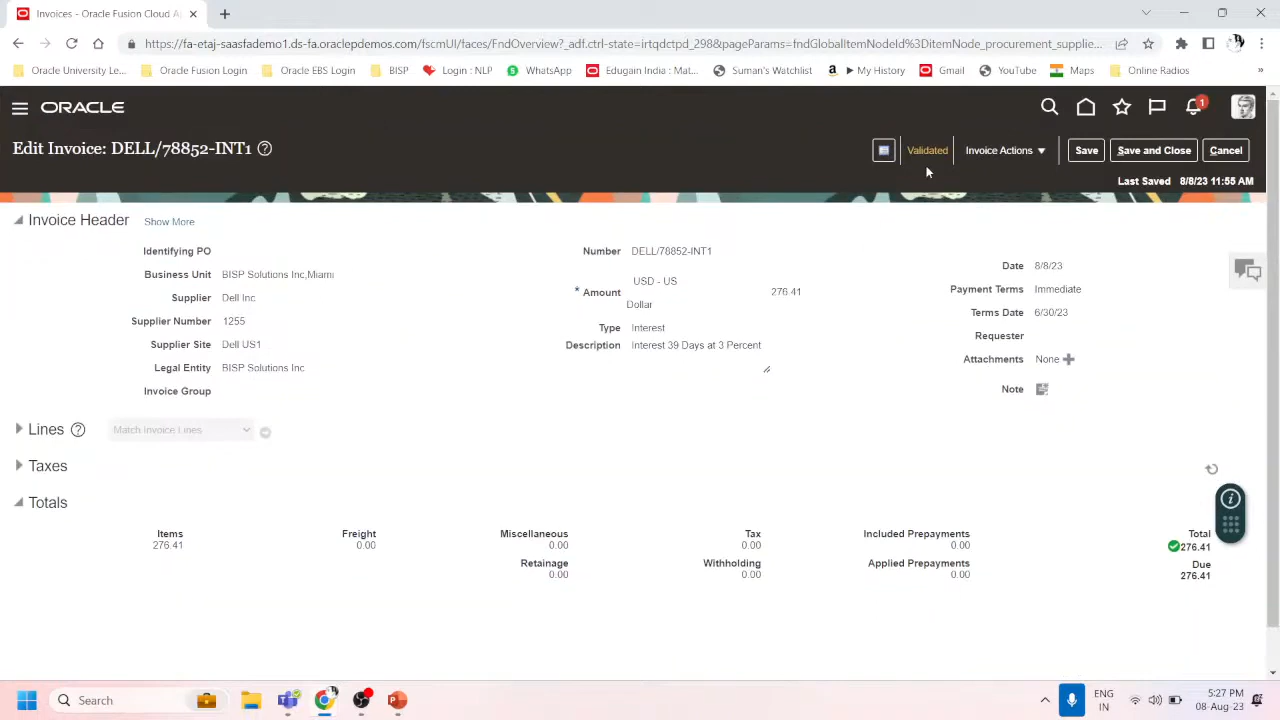 Invoices - Oracle Fusion Cloud A
https://fa-etaj-saasfademo1.ds-fa.oraclepdemos.com/fscmUI/faces/FndOverview?_adf.ctrl-state=irtqdctpd_298&pageParams=fndGlobalItemNodeId%3DitemNode_procurement_supplie...
Oracle University Le... Oracle Fusion Login Oracle EBS Login BISP Login : NLP WhatsApp Edugain India : Mat... Suman's Watchlist a ▶ My History Gmail YouTube Maps Online Radios »
ORACLE 1
Edit Invoice: DELL/78852-INT1 ? Validated Invoice Actions Save Save and Close Cancel
Last Saved 8/8/23 11:55 AM
Invoice Header Show More
Identifying PO
Business Unit BISP Solutions Inc,Miami
Supplier Dell Inc
Supplier Number 1255
Supplier Site Dell US1
Legal Entity BISP Solutions Inc
Invoice Group
Number DELL/78852-INT1
USD - US
* Amount 276.41
Dollar
Type Interest
Description Interest 39 Days at 3 Percent
Date 8/8/23
Payment Terms Immediate
Terms Date 6/30/23
Requester
Attachments None
Note
Lines ? Match Invoice Lines
Taxes
Totals
Items Freight Miscellaneous Tax Included Prepayments Total
276.41 0.00 0.00 0.00 0.00 276.41
Retainage Withholding Applied Prepayments Due
0.00 0.00 0.00 276.41
Search
ENG
IN
5:27 PM
08-Aug-23